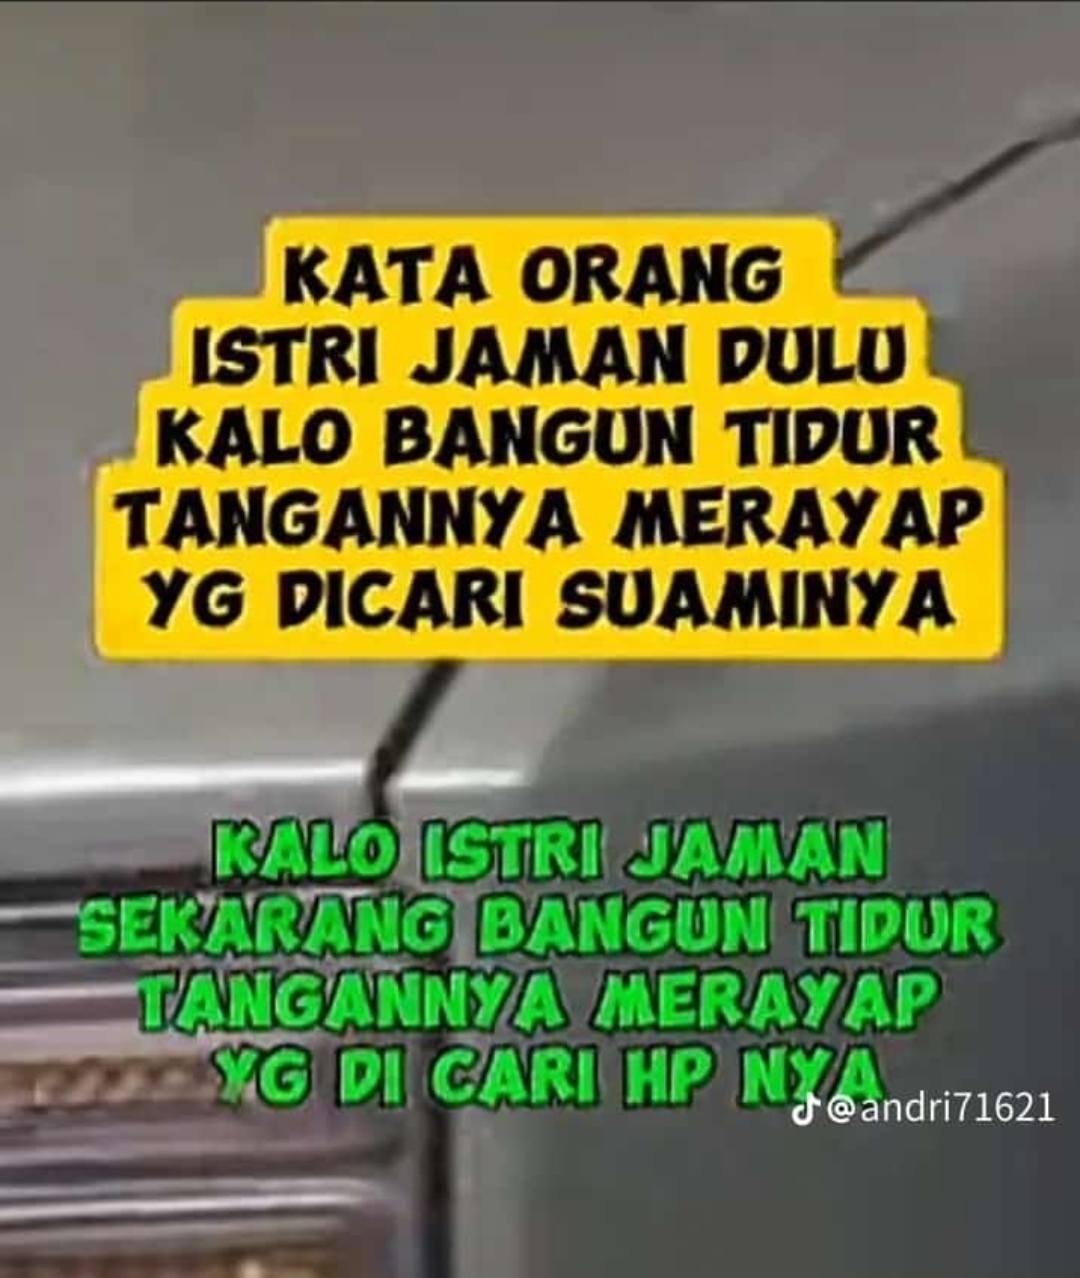 KATA ORANG
ISTRI JAMAN DULU
KALO BANGUN TIDUR
TANGANNYA MERAYAP
YG DICARI SUAMINYA
KALO ISTRI JAMAN
SEKARANG BANGUN TIDUR
TANGANNYA MERAYAP
YG DI CARI HP NYA
@andri71621